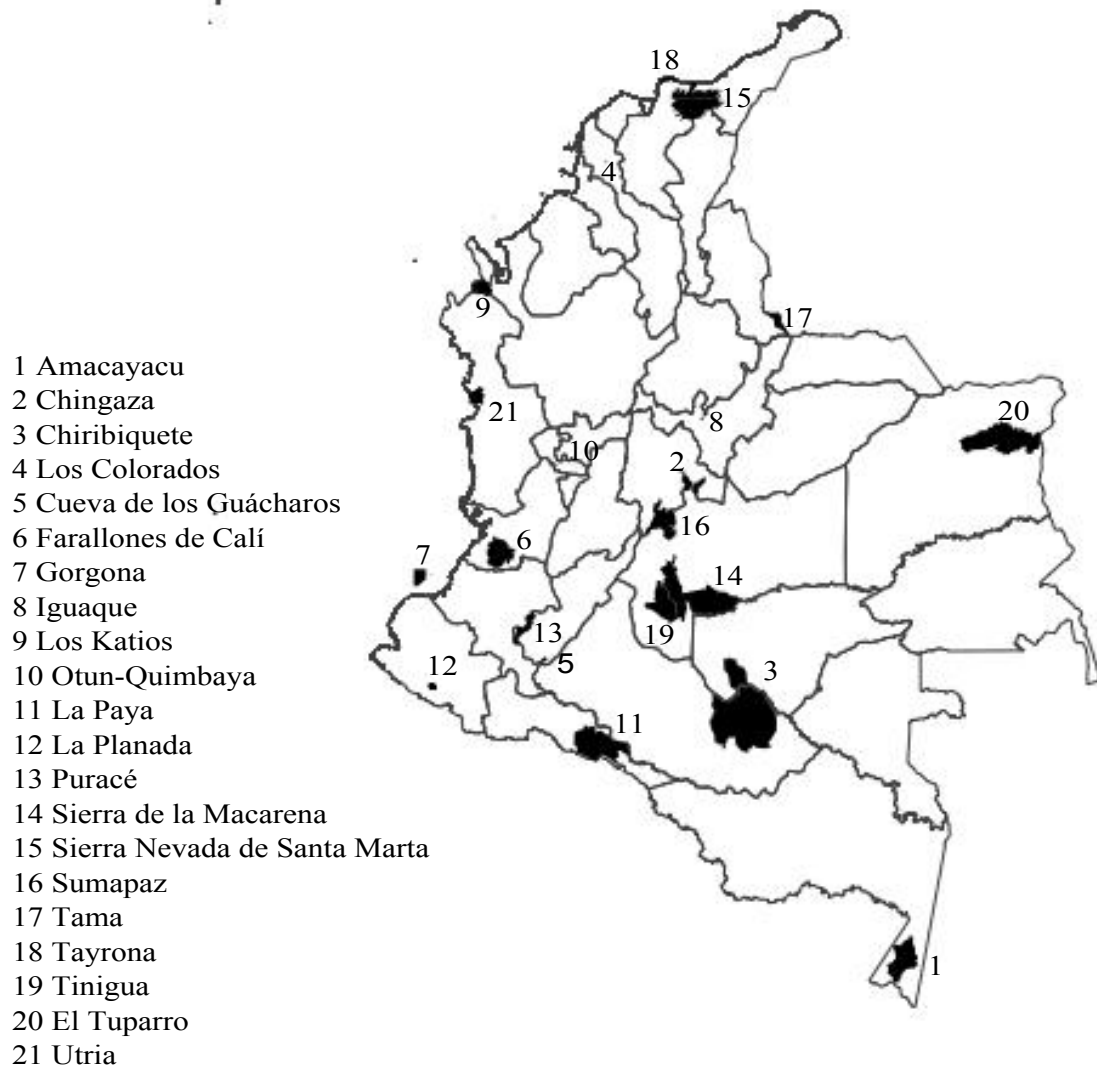 18
15
4
9
17
21
20
8
10
2
16
6
7
14
19
13
5
12
3
11
1
1 Amacayacu
2 Chingaza
3 Chiribiquete
4 Los Colorados
5 Cueva de los Guácharos
6 Farallones de Calí
7 Gorgona
8 Iguaque
9 Los Katios
10 Otun-Quimbaya
11 La Paya
12 La Planada
13 Puracé
14 Sierra de la Macarena
15 Sierra Nevada de Santa Marta
16 Sumapaz
17 Tama
18 Tayrona
19 Tinigua
20 El Tuparro
21 Utria